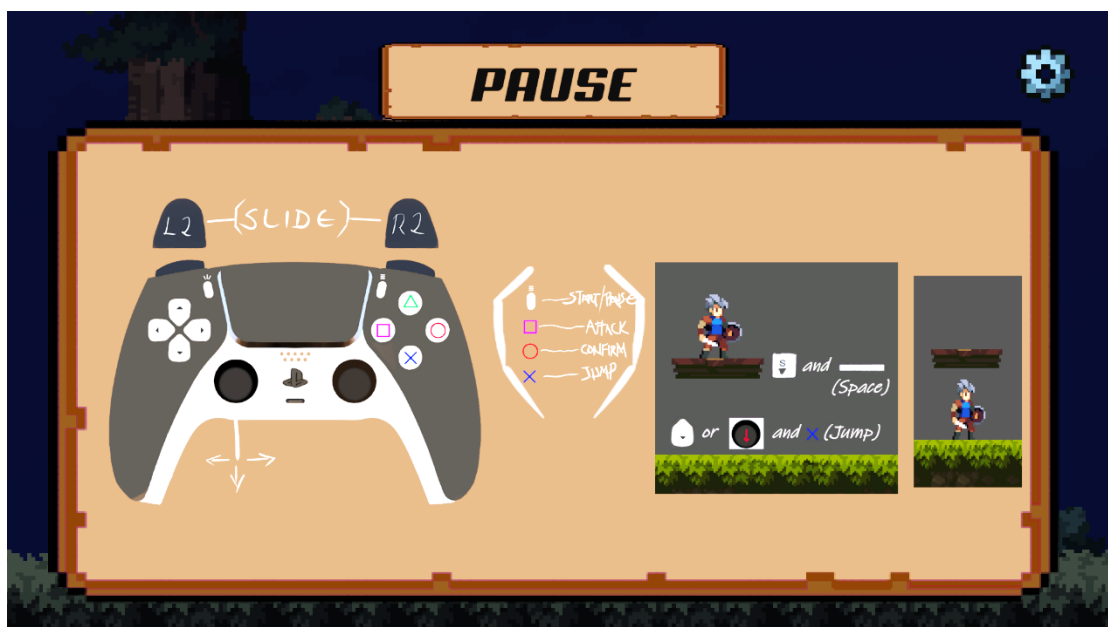 PAUSE
L2 (SLIDE) R2
START/PAUSE
ATTACK
CONFIRM
JUMP
S and
(Space)
or and X (Jump)